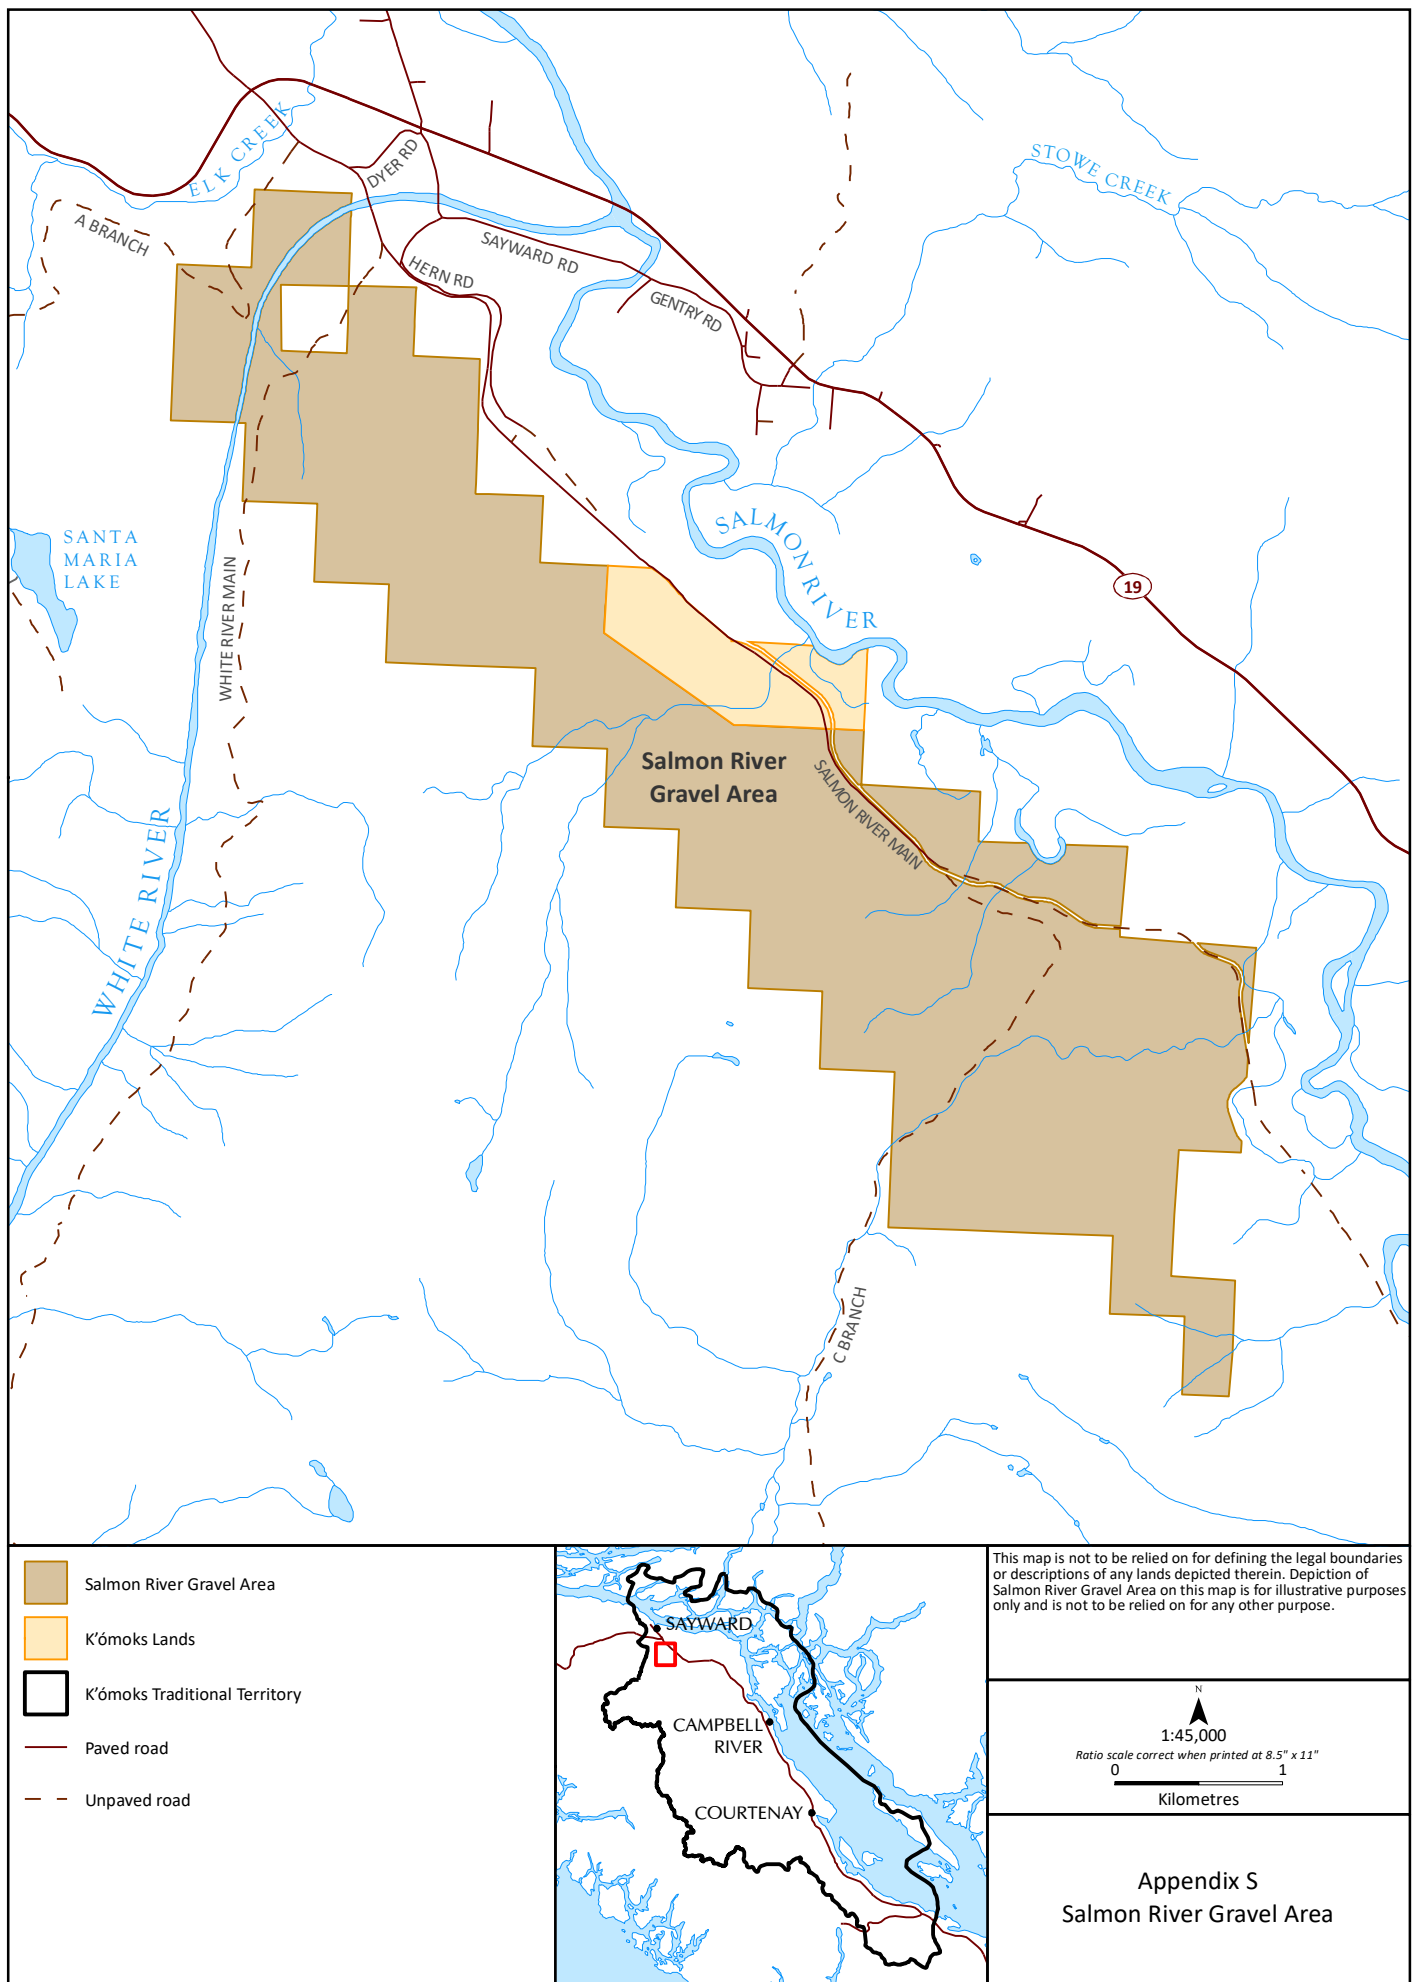 ELK CREEK
STOWE CREEK
DYER RD
A BRANCH
SAYWARD RD
HERN RD
GENTRY RD
SALMON RIVER
SANTA
MARIA
LAKE
19
WHITE RIVER MAIN
Salmon River
Gravel Area
SALMON RIVER MAIN
WHITE RIVER
C BRANCH
Salmon River Gravel Area
K'ómoks Lands
K'ómoks Traditional Territory
Paved road
Unpaved road
SAYWARD
CAMPBELL
RIVER
COURTENAY
This map is not to be relied on for defining the legal boundaries
or descriptions of any lands depicted therein. Depiction of
Salmon River Gravel Area on this map is for illustrative purposes
only and is not to be relied on for any other purpose.
N
1:45,000
Ratio scale correct when printed at 8.5" x 11"
0 1
Kilometres
Appendix S
Salmon River Gravel Area